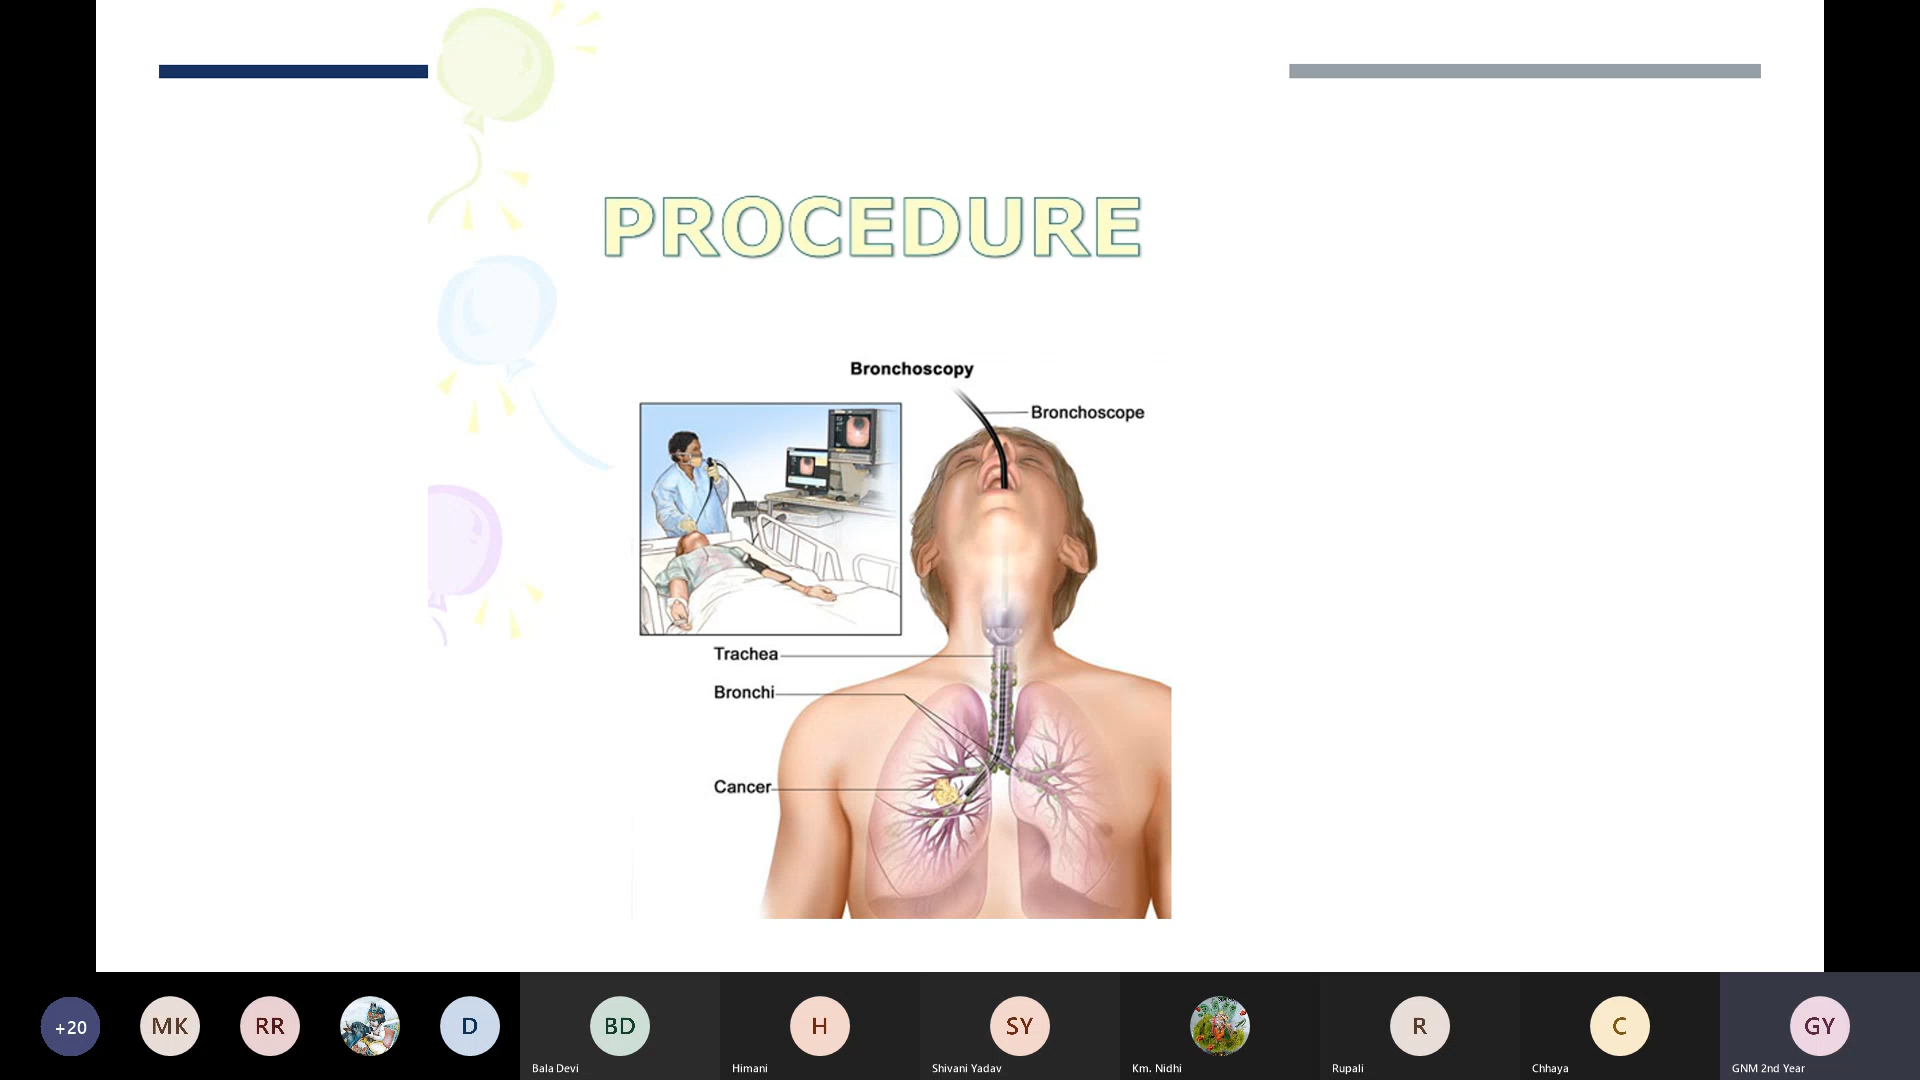 PROCEDURE
Bronchoscopy
Bronchoscope
Trachea
Bronchi
Cancer
+20
MK
RR
D
BD
H
SY
R
C
GY
Bala Devi
Himani
Shivani Yadav
Km. Nidhi
Rupali
Chhaya
GNM 2nd Year